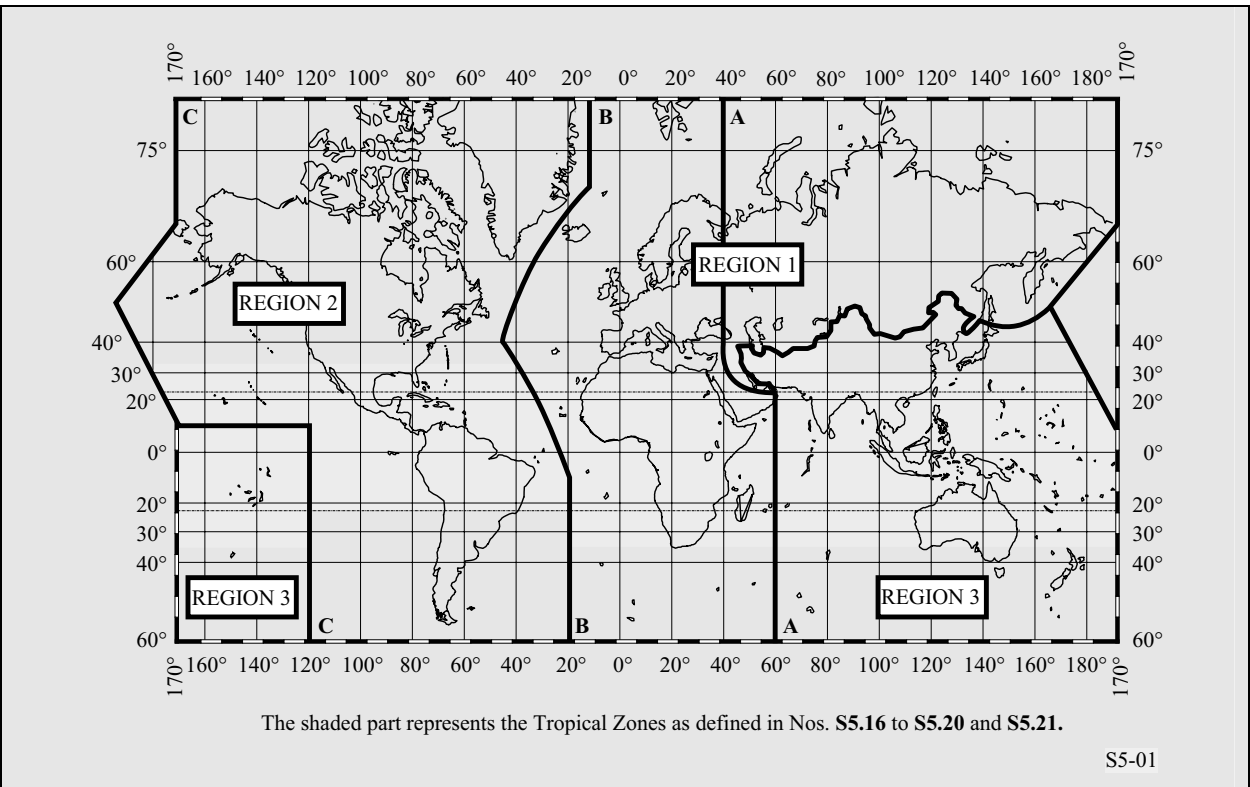 170° 160° 140° 120° 100° 80° 60° 40° 20° 0° 20° 40° 60° 80° 100° 120° 140° 160° 180° 170°
C B A
75° 75°
60° REGION 1 60°
REGION 2
40° 40°
30° 30°
20° 20°
0° 0°
20° 20°
30° 30°
40° 40°
REGION 3 REGION 3
60° C B A 60°
170° 160° 140° 120° 100° 80° 60° 40° 20° 0° 20° 40° 60° 80° 100° 120° 140° 160° 180° 170°
The shaded part represents the Tropical Zones as defined in Nos. S5.16 to S5.20 and S5.21.
S5-01